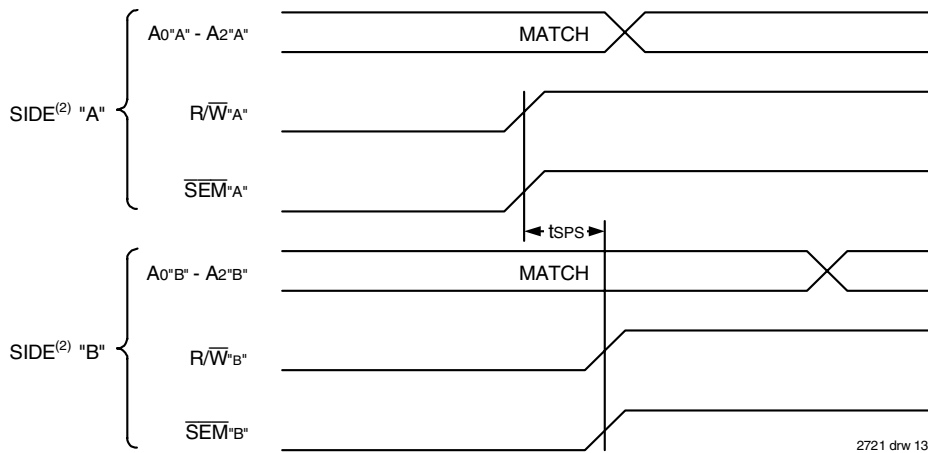 A0"A" - A2"A" MATCH
SIDE(2) "A"
R/W"A"
SEM"A"
tSPS
A0"B" - A2"B" MATCH
SIDE(2) "B"
R/W"B"
SEM"B"
2721 drw 13